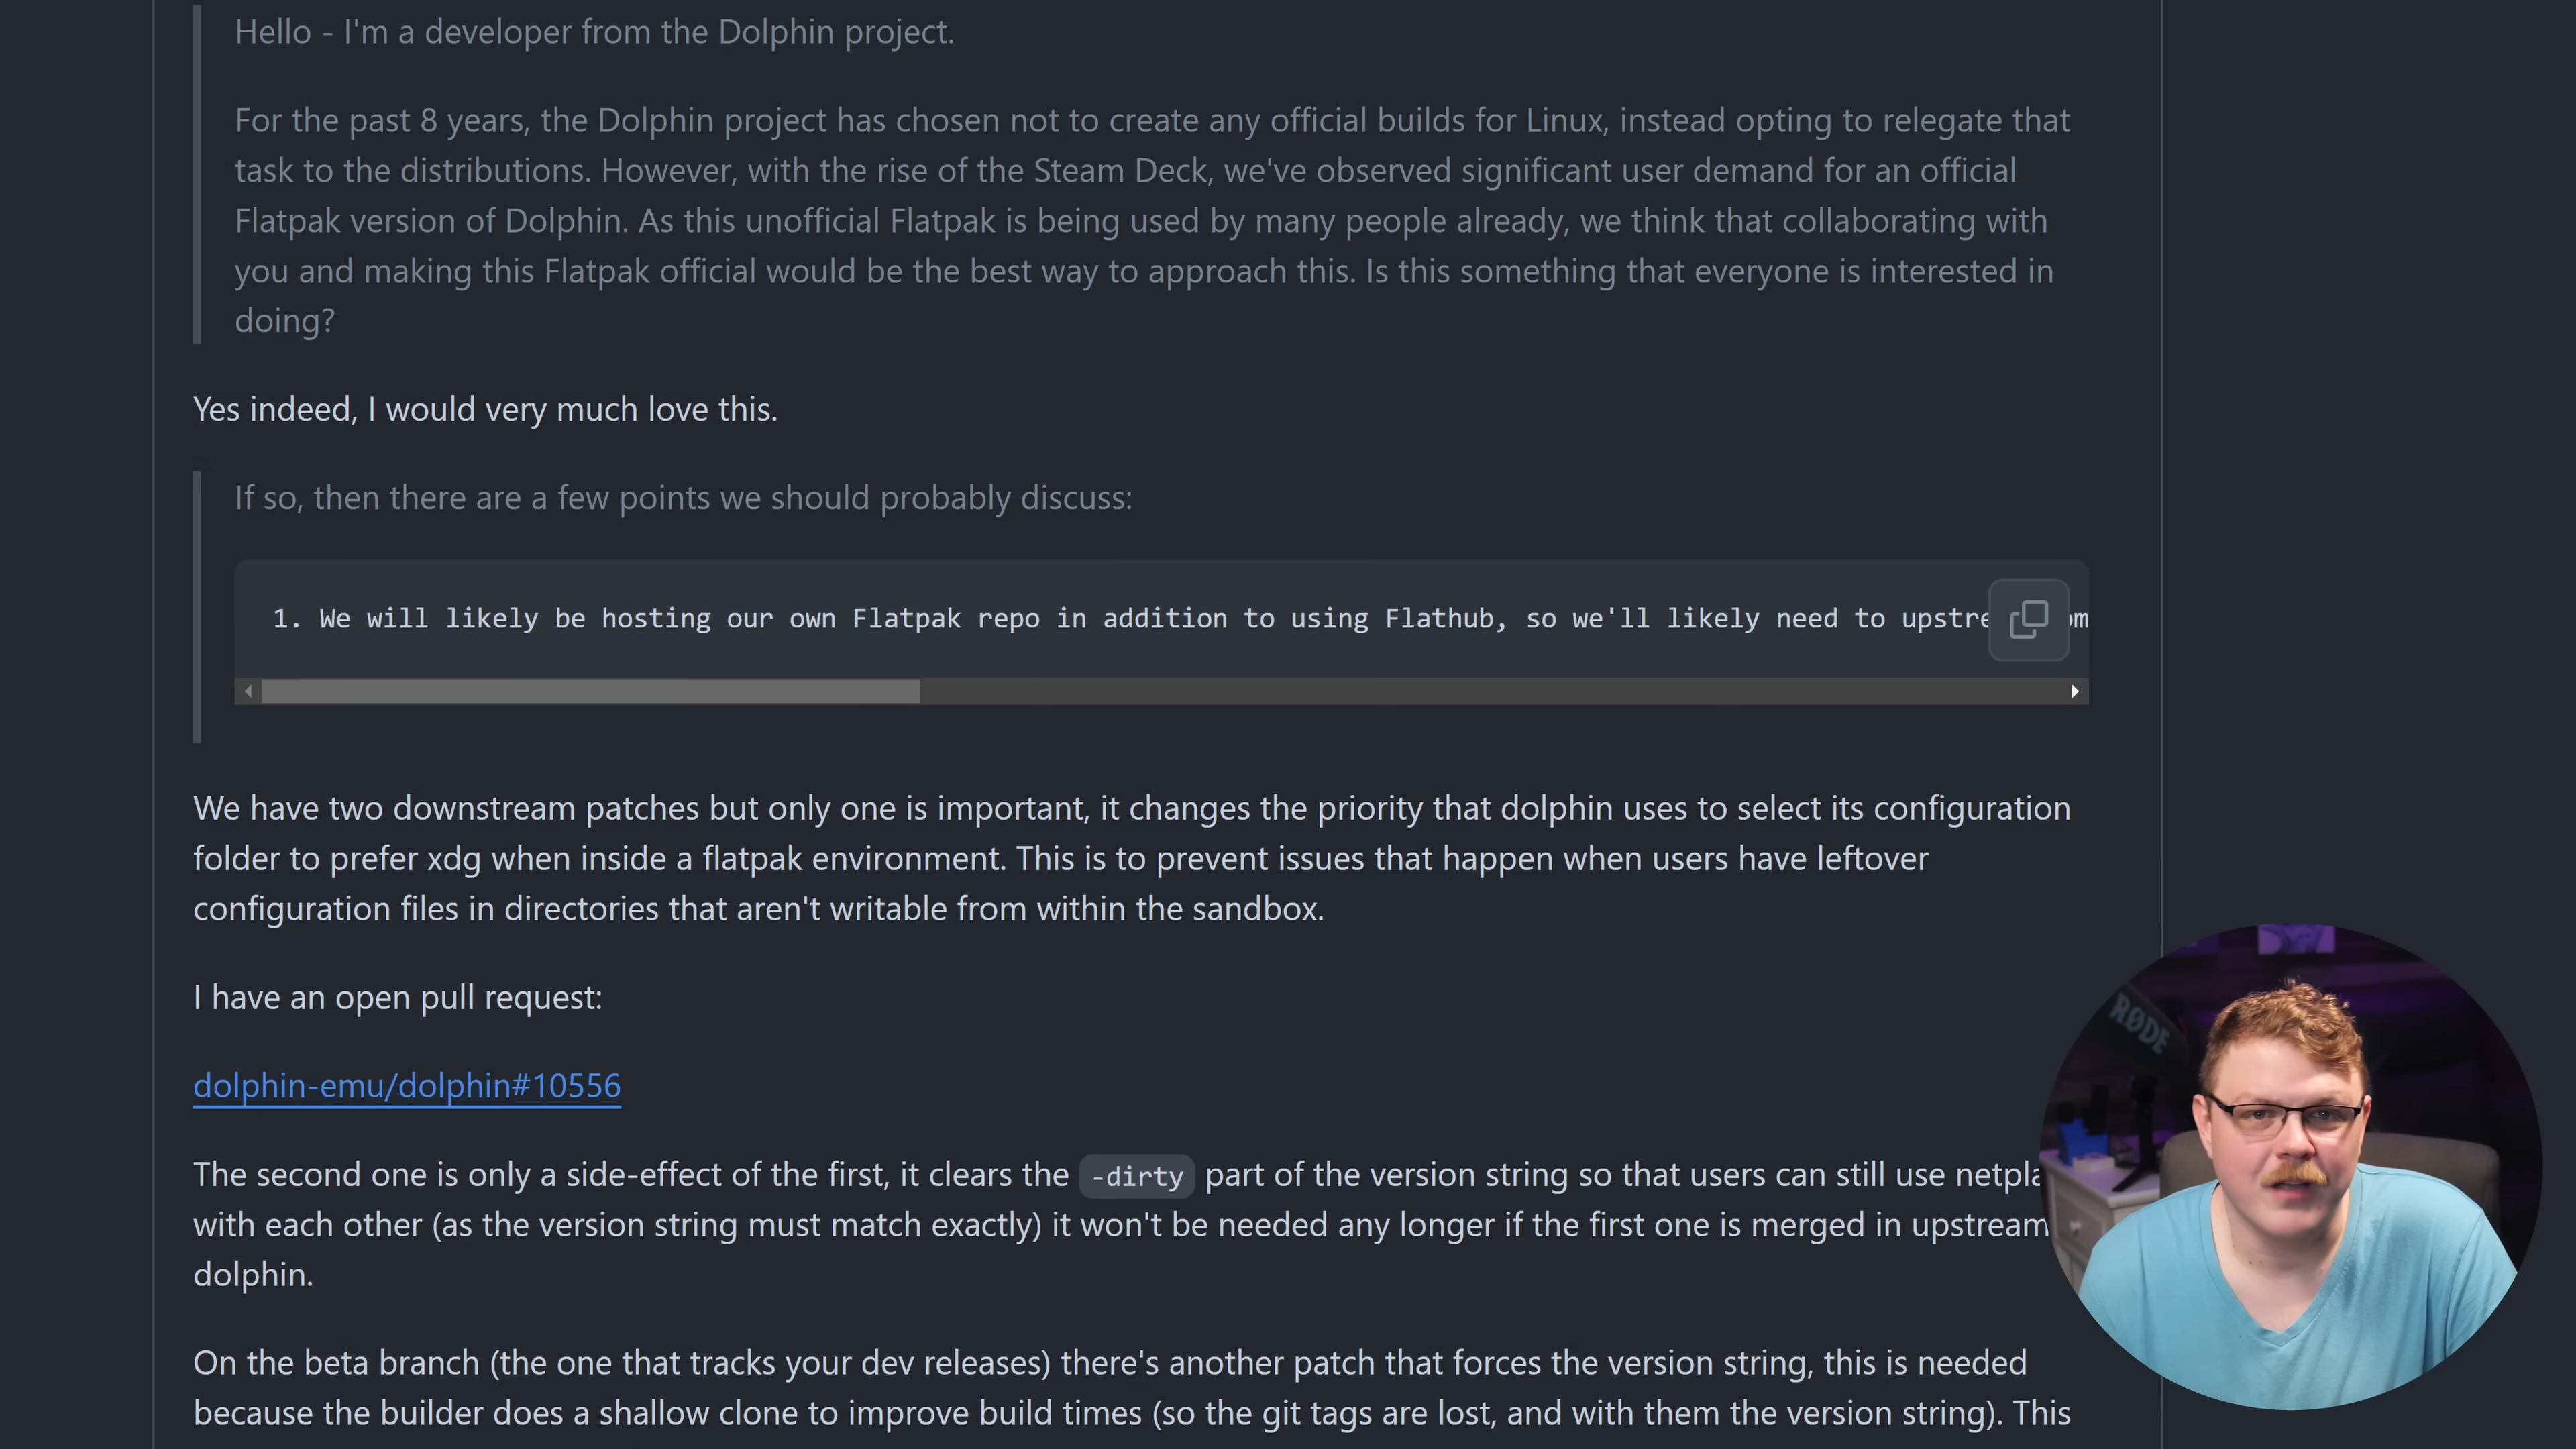 Hello - I'm a developer from the Dolphin project.
For the past 8 years, the Dolphin project has chosen not to create any official builds for Linux, instead opting to relegate that
task to the distributions. However, with the rise of the Steam Deck, we've observed significant user demand for an official
Flatpak version of Dolphin. As this unofficial Flatpak is being used by many people already, we think that collaborating with
you and making this Flatpak official would be the best way to approach this. Is this something that everyone is interested in
doing?
Yes indeed, I would very much love this.
If so, then there are a few points we should probably discuss:
1. We will likely be hosting our own Flatpak repo in addition to using Flathub, so we'll likely need to
We have two downstream patches but only one is important, it changes the priority that dolphin uses to select its configuration
folder to prefer xdg when inside a flatpak environment. This is to prevent issues that happen when users have leftover
configuration files in directories that aren't writable from within the sandbox.
I have an open pull request:
dolphin-emu/dolphin#10556
The second one is only a side-effect of the first, it clears the -dirty part of the version string so that users can still use
with each other (as the version string must match exactly) it won't be needed any longer if the first one is merged in upstream
dolphin.
RØDE
On the beta branch (the one that tracks your dev releases) there's another patch that forces the version string, this is needed
because the builder does a shallow clone to improve build times (so the git tags are lost, and with them the version string). This